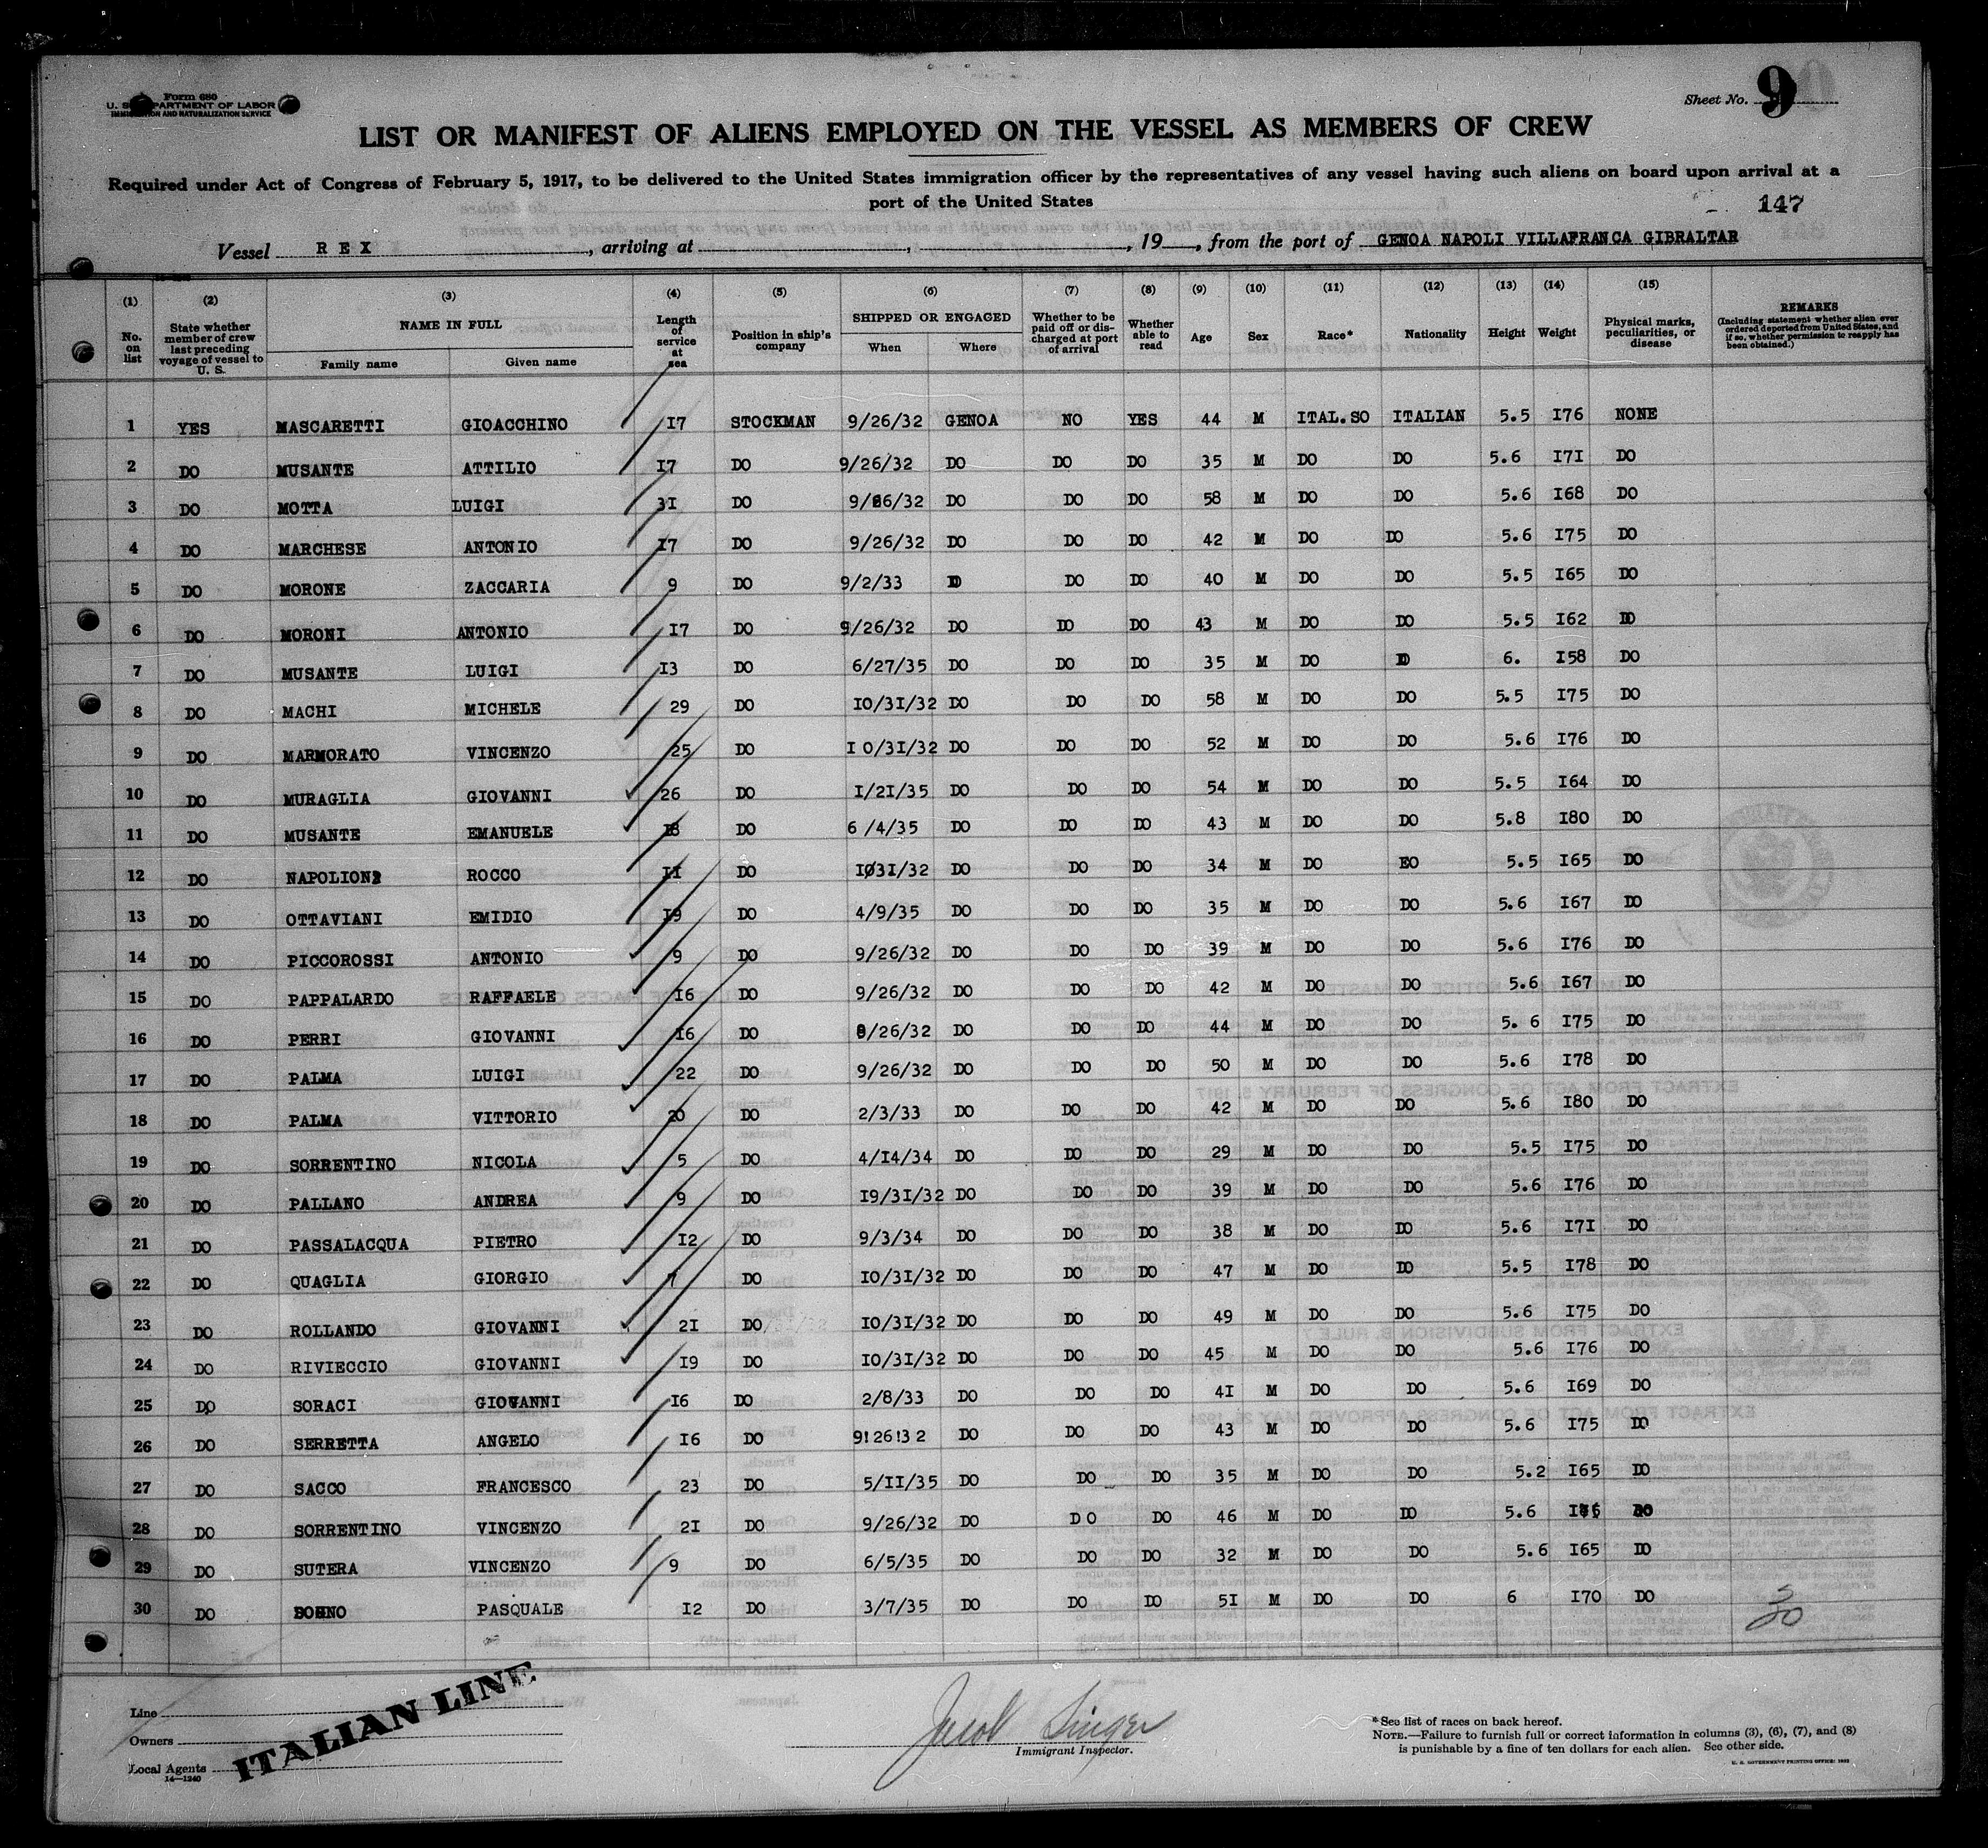 Form 680
U. S. DEPARTMENT OF LABOR
IMMIGRATION AND NATURALIZATION SERVICE
Sheet No. 9
LIST OR MANIFEST OF ALIENS EMPLOYED ON THE VESSEL AS MEMBERS OF CREW
Required under Act of Congress of February 5, 1917, to be delivered to the United States immigration officer by the representatives of any vessel having such aliens on board upon arrival at a
port of the United States
147
Vessel REX, arriving at , , 19 , from the port of GENOA NAPOLI VILLAFRANCA GIBRALTAR
(1) No. on list (2) State whether member of crew last preceding voyage of vessel to U. S. (3) NAME IN FULL Family name Given name (4) Length of service at sea (5) Position in ship's company (6) SHIPPED OR ENGAGED When Where (7) Whether to be paid off or discharged at port of arrival (8) Whether able to read (9) Age (10) Sex (11) Race* (12) Nationality (13) Height (14) Weight (15) Physical marks, peculiarities, or disease REMARKS (Including statement whether alien ever ordered deported from United States, and if so, whether permission to reapply has been obtained.)
1 YES MASCARETTI GIOACCHINO I7 STOCKMAN 9/26/32 GENOA NO YES 44 M ITAL.SO ITALIAN 5.5 I76 NONE
2 DO MUSANTE ATTILIO I7 DO 9/26/32 DO DO DO 35 M DO DO 5.6 I7I DO
3 DO MOTTA LUIGI 3I DO DO DO DO 58 M DO DO 5.6 I68 DO
4 DO MARCHESE ANTONIO I7 DO 9/26/32 DO DO DO 42 M DO DO 5.6 I75 DO
5 DO MORONE ZACCARIA 9 DO 9/2/33 DO DO DO 40 M DO DO 5.5 I65 DO
6 DO MORONI ANTONIO I7 DO 9/26/32 DO DO DO 43 M DO DO 5.5 I62 DO
7 DO MUSANTE LUIGI I3 DO 6/27/35 DO DO DO 35 M DO DO 6. I58 DO
8 DO MACHI MICHELE 29 DO IO/3I/32 DO DO DO 58 M DO DO 5.5 I75 DO
9 DO MARMORATO VINCENZO 25 DO I O/3I/32 DO DO DO 52 M DO DO 5.6 I76 DO
10 DO MURAGLIA GIOVANNI 26 DO I/2I/35 DO DO DO 54 M DO DO 5.5 I64 DO
11 DO MUSANTE EMANUELE I8 DO 6 /4/35 DO DO DO 43 M DO DO 5.8 I80 DO
12 DO NAPOLIONE ROCCO II DO IO/3I/32 DO DO DO 34 M DO EO 5.5 I65 DO
13 DO OTTAVIANI EMIDIO I9 DO 4/9/35 DO DO DO 35 M DO DO 5.6 I67 DO
14 DO PICCOROSSI ANTONIO 9 DO 9/26/32 DO DO DO 39 M DO DO 5.6 I76 DO
15 DO PAPPALARDO RAFFAELE I6 DO 9/26/32 DO DO DO 42 M DO DO 5.6 I67 DO
16 DO PERRI GIOVANNI I6 DO DO DO DO 44 M DO DO 5. 6 I75 DO
17 DO PALMA LUIGI 22 DO 9/26/32 DO DO DO 50 M DO DO 5.6 I78 DO
18 DO PALMA VITTORIO 20 DO 2/3/33 DO DO DO 42 M DO DO 5.6 I80 DO
19 DO SORRENTINO NICOLA 5 DO 4/I4/34 DO DO DO 29 M DO DO 5.5 I75 DO
20 DO PALLANO ANDREA 9 DO I9/3I/32 DO DO DO 39 M DO DO 5.6 I76 DO
21 DO PASSALACQUA PIETRO I2 DO 9/3/34 DO DO DO 38 M DO DO 5.6 I7I DO
22 DO QUAGLIA GIORGIO DO IO/3I/32 DO DO DO 47 M DO DO 5.5 I78 DO
23 DO ROLLANDO GIOVANNI 2I DO IO/3I/32 DO DO DO 49 M DO DO 5.6 I75 DO
24 DO RIVIECCIO GIOVANNI I9 DO IO/3I/32 DO DO DO 45 M DO DO 5.6 I76 DO
25 DO SORACI GIOVANNI I6 DO 2/8/33 DO DO DO 4I M DO DO 5.6 I69 DO
26 DO SERRETTA ANGELO I6 DO 9!26!3 2 DO DO DO 43 M DO DO 5.6 I75 DO
27 DO SACCO FRANCESCO 23 DO 5/II/35 DO DO DO 35 M DO DO 5.2 I65 DO
28 DO SORRENTINO VINCENZO 2I DO 9/26/32 DO D O DO 46 M DO DO 5.6 DO
29 DO SUTERA VINCENZO 9 DO 6/5/35 DO DO DO 32 M DO DO 5.6 I65 DO
30 DO PASQUALE I2 DO 3/7/35 DO DO DO 5I M DO DO 6 I70 DO
30
Line
Owners
Local Agents
14—1240
ITALIAN LINE
Jacob Singer
Immigrant Inspector.
* See list of races on back hereof.
NOTE.—Failure to furnish full or correct information in columns (3), (6), (7), and (8)
is punishable by a fine of ten dollars for each alien. See other side.
U. S. GOVERNMENT PRINTING OFFICE: 1932